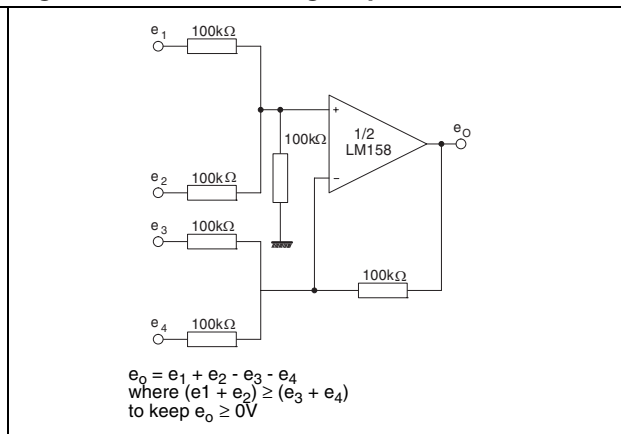 e1 100kΩ
+
100kΩ
1/2
LM158
eO
e2 100kΩ
–
e3 100kΩ
100kΩ
e4 100kΩ
eo = e1 + e2 - e3 - e4
where (e1 + e2) ≥ (e3 + e4)
to keep eo ≥ 0V